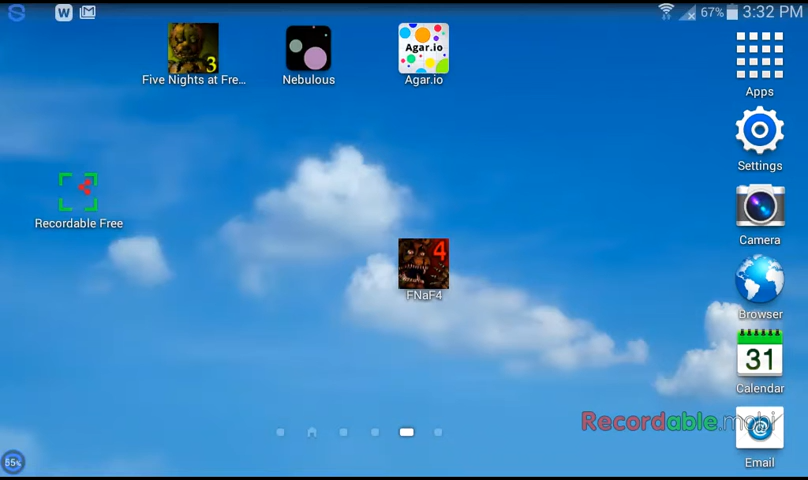 W
67%
3:32 PM
3
Five Nights at Fre...
Nebulous
Agar.io
Agar.io
Apps
Settings
Recordable Free
Camera
4
FNaF4
Browser
31
Calendar
Recordable.mobi
@
Email
55%